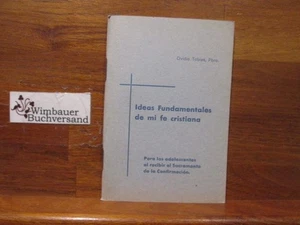 Ideas Fundamentales
de mi fe cristiana
Para los adolescentes
al recibir el Sacramento
de la Confirmación.
Wimbauer
Buchversand